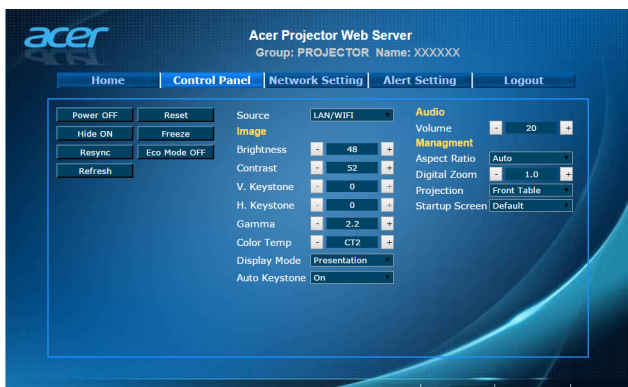 acer
Acer Projector Web Server
Group: PROJECTOR Name: XXXXXX
Home
Control Panel
Network Setting
Alert Setting
Logout
Power OFF
Reset
Hide ON
Freeze
Resync
Eco Mode OFF
Refresh
Source LAN/WIFI
Image
Brightness - 48 +
Contrast - 52 +
V. Keystone - 0 +
H. Keystone - 0 +
Gamma - 2.2 +
Color Temp - CT2 +
Display Mode Presentation
Auto Keystone On
Audio
Volume - 20 +
Managment
Aspect Ratio Auto
Digital Zoom - 1.0 +
Projection Front Table
Startup Screen Default